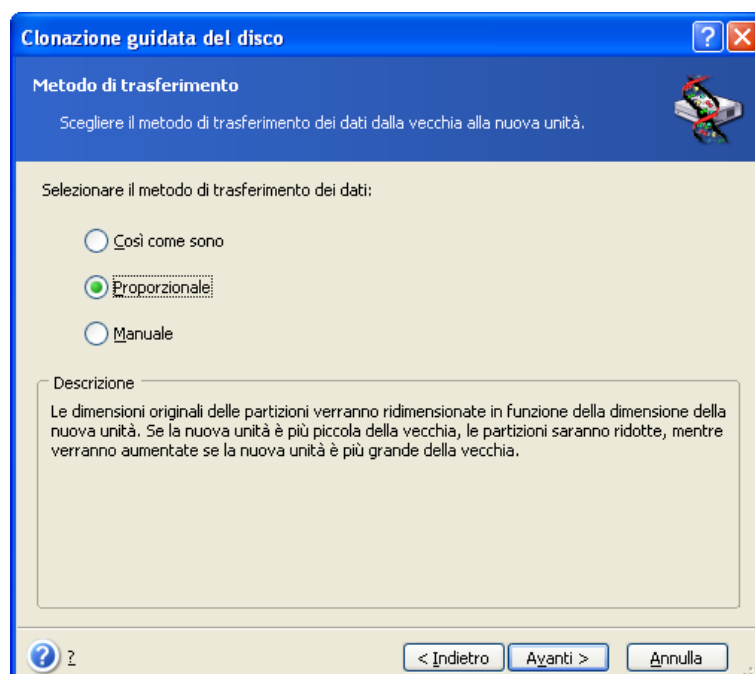 Clonazione guidata del disco
?
Metodo di trasferimento
Scegliere il metodo di trasferimento dei dati dalla vecchia alla nuova unità.
Selezionare il metodo di trasferimento dei dati:
Così come sono
Proporzionale
Manuale
Descrizione
Le dimensioni originali delle partizioni verranno ridimensionate in funzione della dimensione della
nuova unità. Se la nuova unità è più piccola della vecchia, le partizioni saranno ridotte, mentre
verranno aumentate se la nuova unità è più grande della vecchia.
? ?
< Indietro Avanti > Annulla